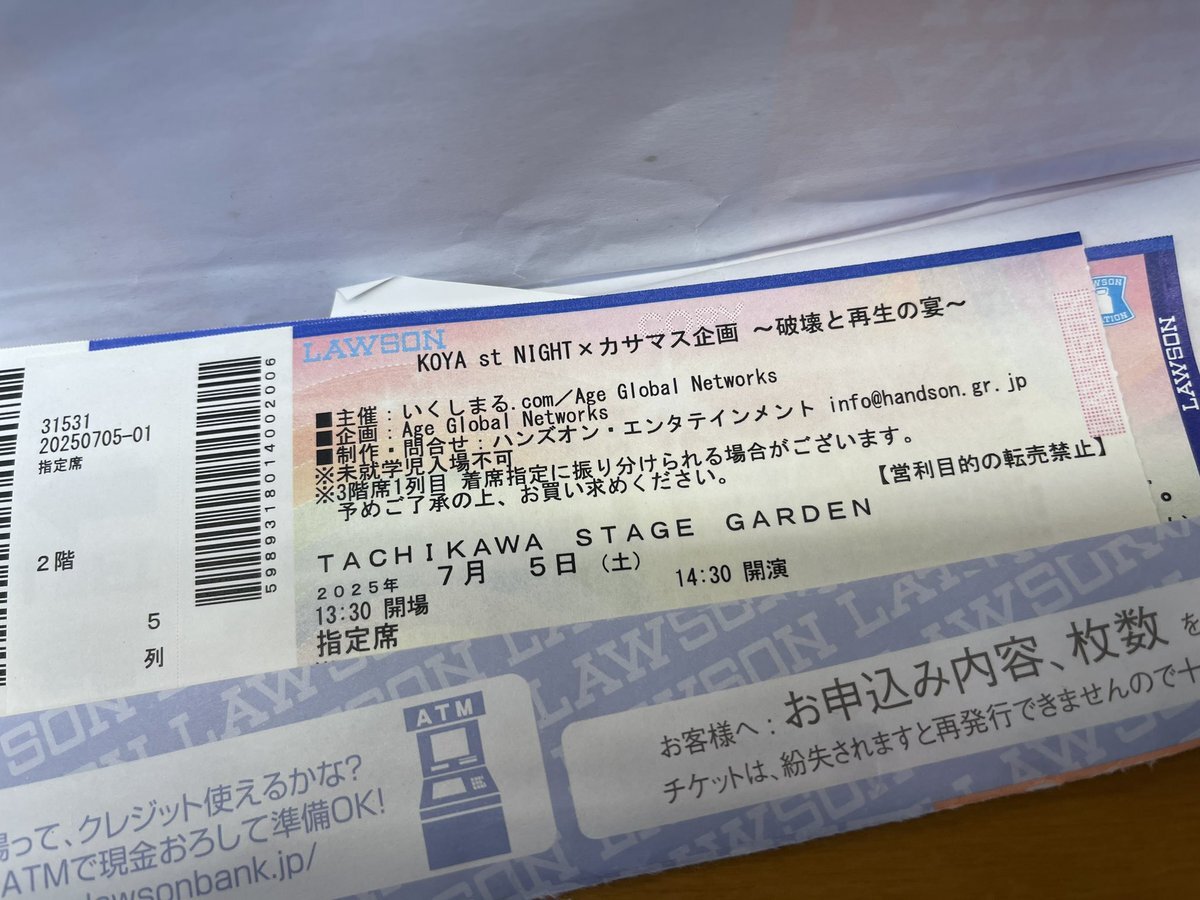 31531
20250705-01
指定席
2階
5
列
598931801400200​6
LAWSON
KOYA st NIGHT×カサマス企画 ～破壊と再生の宴～
■主催：いくしまる.com／Age Global Networks
■企画：Age Global Networks
■制作・問合せ：ハンズオン・エンタテインメント info@handson.gr.jp
※未就学児入場不可
※3階席1列目 着席指定に振り分けられる場合がございます。
予めご了承の上、お買い求めください。
【営利目的の転売禁止】
TACHIKAWA STAGE GARDEN
2025年 7月 5日 （土）
13:30 開場 14:30 開演
指定席
LAWSON
ATM
って、クレジット使えるかな?
ATMで現金おろして準備OK!
lawsonbank.jp/
お客様へ：お申込み内容、枚数を
チケットは、紛失されますと再発行できませんので十